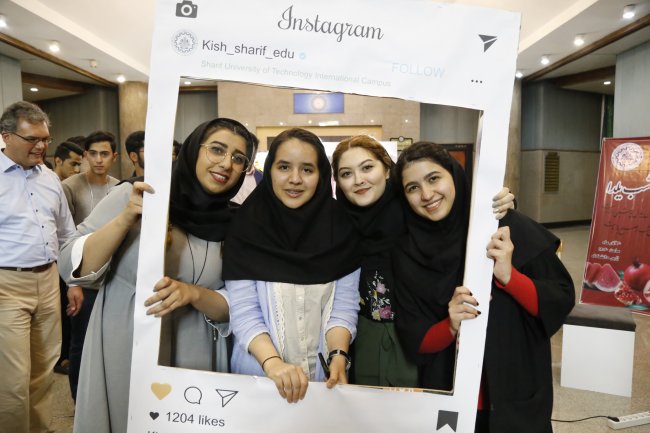 Instagram
Kish_sharif_edu
Sharif University of Technology International Campus
FOLLOW
1204 likes